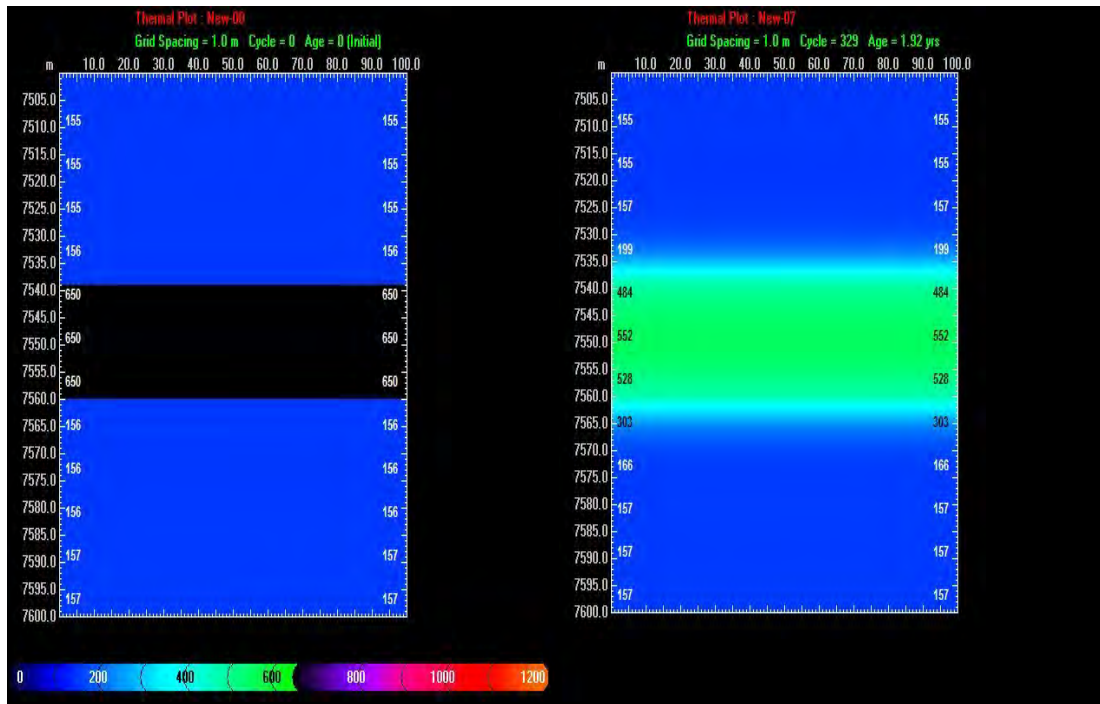 Thermal Plot : New-00
Grid Spacing = 1.0 m Cycle = 0 Age = 0 (Initial)
m 10.0 20.0 30.0 40.0 50.0 60.0 70.0 80.0 90.0 100.0
7505.0
7510.0 155 155
7515.0
155 155
7520.0
7525.0 155 155
7530.0
156 156
7535.0
7540.0
650 650
7545.0
650 650
7550.0
7555.0
650 650
7560.0
7565.0 156 156
7570.0
156 156
7575.0
7580.0
156 156
7585.0
7590.0 157 157
7595.0
157 157
7600.0
Thermal Plot : New-07
Grid Spacing = 1.0 m Cycle = 329 Age = 1.92 yrs
m 10.0 20.0 30.0 40.0 50.0 60.0 70.0 80.0 90.0 100.0
7505.0
7510.0 155 155
7515.0
155 155
7520.0
7525.0 157 157
7530.0
199 199
7535.0
7540.0 484 484
7545.0
552 552
7550.0
7555.0
528 528
7560.0
7565.0 303 303
7570.0
166 166
7575.0
7580.0 157 157
7585.0
7590.0 157 157
7595.0
157 157
7600.0
0 200 400 600 800 1000 1200